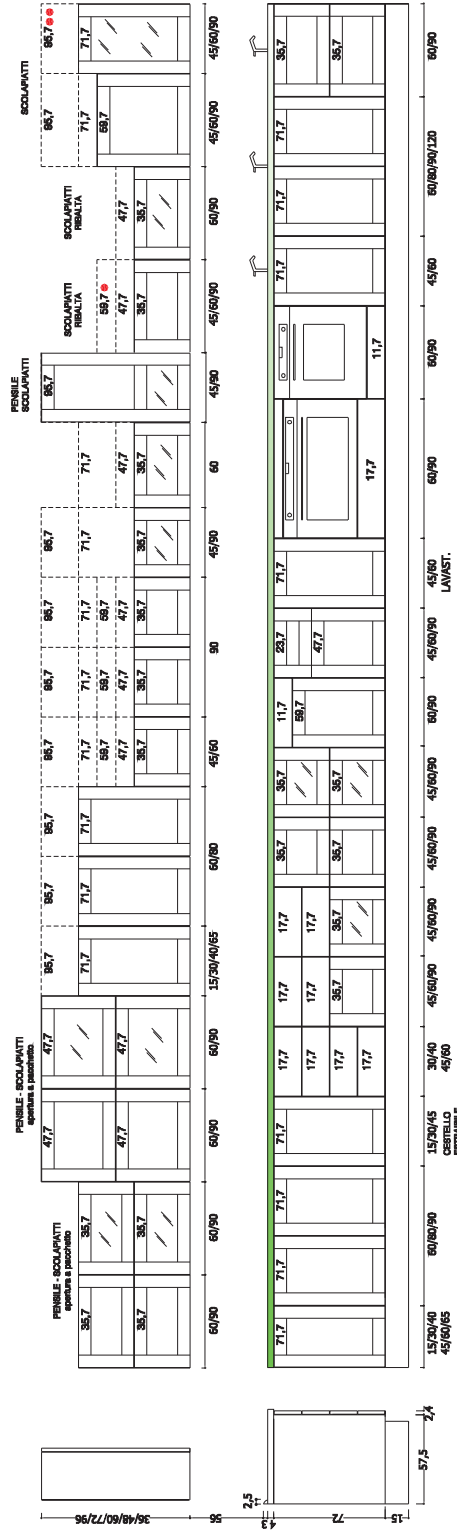 PENSILE - SCOLAPIATTI
apertura a pacchetto
PENSILE - SCOLAPIATTI
apertura a pacchetto
PENSILE
SCOLAPIATTI
SCOLAPIATTI
RIBALTA
SCOLAPIATTI
RIBALTA
SCOLAPIATTI
95,7 95,7 95,7 95,7 95,7 95,7 95,7 95,7 95,7 95,7
47,7 47,7 71,7 71,7 71,7 71,7 71,7 71,7 71,7 71,7 71,7 71,7
35,7 35,7 59,7 59,7 59,7 59,7 59,7
47,7 47,7 47,7 47,7 47,7 47,7 47,7 47,7
35,7 35,7 35,7 35,7 35,7 35,7 35,7 35,7 35,7
36/48/60/72/96
60/90 60/90 60/90 60/90 15/30/40/65 60/80 45/60 90 45/90 60 45/90 45/60/90 60/90 45/60/90 45/60/90
56
2,5
4 3
72
15
57,5
2,4
71,7 71,7 71,7 71,7 17,7 17,7 17,7 35,7 35,7 11,7 23,7 71,7 71,7 71,7 71,7 35,7
17,7 17,7 17,7 59,7 47,7
17,7 35,7 35,7 35,7 35,7 35,7
17,7 17,7 11,7
15/30/40 60/80/90 15/30/45 30/40 45/60/90 45/60/90 45/60/90 45/60/90 60/90 45/60/90 45/60 60/90 60/90 45/60 60/80/90/120 60/90
45/60/65 CESTELLO 45/60 LAVAST.